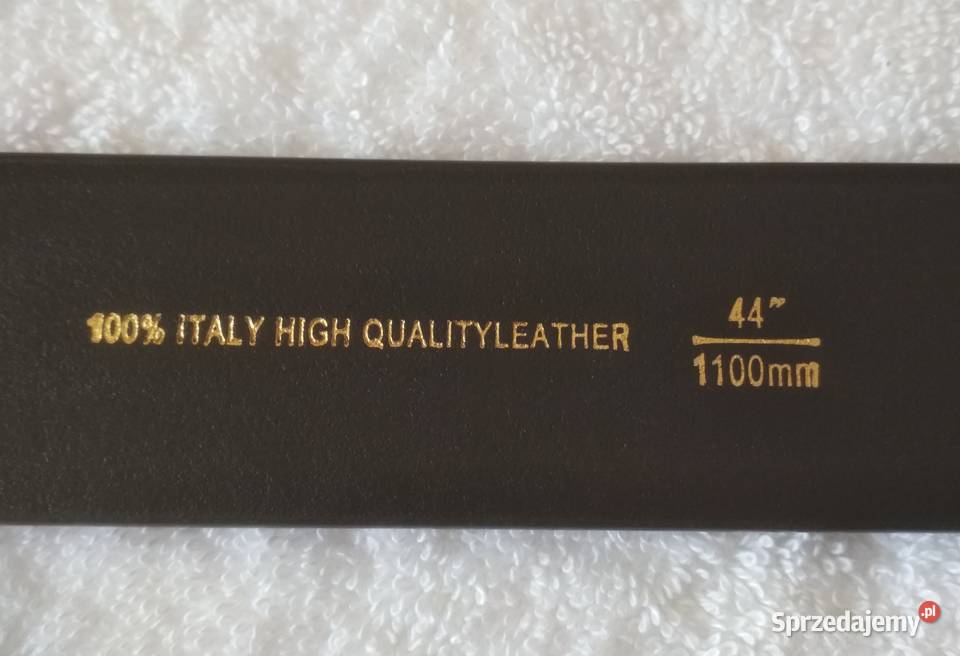 100% ITALY HIGH QUALITYLEATHER
44"
1100mm
Sprzedajemy.pl